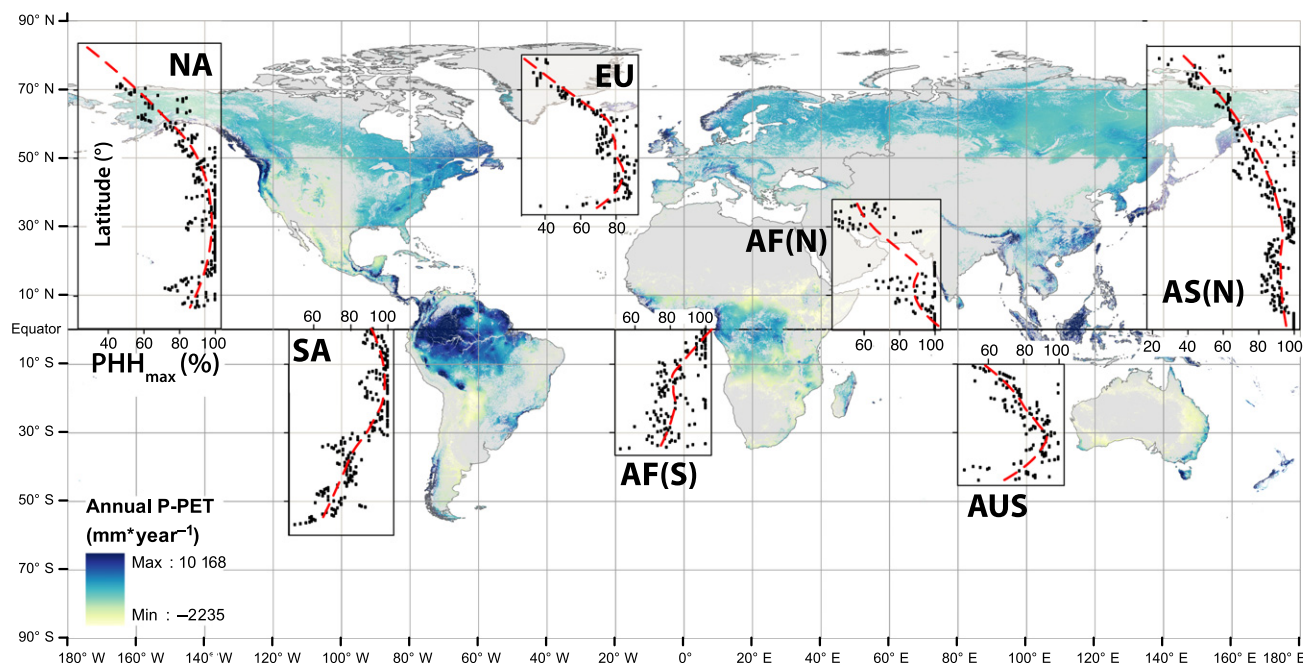 90° N
70° N
50° N
30° N
10° N
Equator
10° S
30° S
50° S
70° S
90° S
NA
Latitude (°)
40 60 80 100
PHH max (%)
EU
40 60 80
AF(N)
60 80 100
AS(N)
20 40 60 80 100
60 80 100
SA
60 80 100
AF(S)
60 80 100
AUS
Annual P-PET
(mm*year⁻¹)
Max : 10 168
Min : −2235
180° W 160° W 140° W 120° W 100° W 80° W 60° W 40° W 20° W 0° 20° E 40° E 60° E 80° E 100° E 120° E 140° E 160° E 180° E